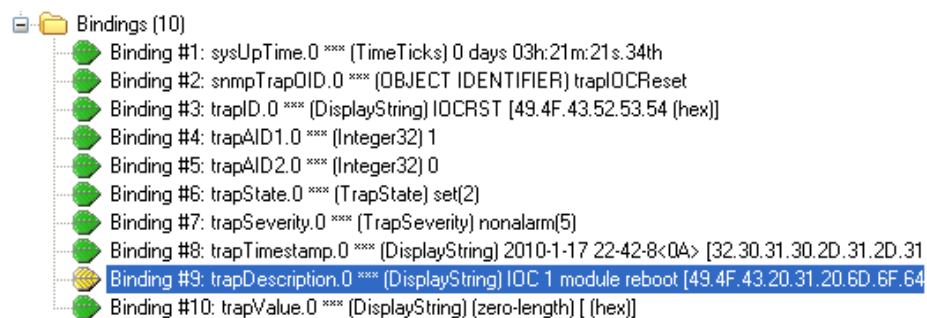 Bindings (10)
Binding #1: sysUpTime.0 *** (TimeTicks) 0 days 03h:21m:21s.34th
Binding #2: snmpTrapOID.0 *** (OBJECT IDENTIFIER) trapIOCReset
Binding #3: trapID.0 *** (DisplayString) IOCRST [49.4F.43.52.53.54 (hex)]
Binding #4: trapAID1.0 *** (Integer32) 1
Binding #5: trapAID2.0 *** (Integer32) 0
Binding #6: trapState.0 *** (TrapState) set(2)
Binding #7: trapSeverity.0 *** (TrapSeverity) nonalarm(5)
Binding #8: trapTimestamp.0 *** (DisplayString) 2010-1-17 22-42-8<0A> [32.30.31.30.2D.31.2D.31
Binding #9: trapDescription.0 *** (DisplayString) IOC 1 module reboot [49.4F.43.20.31.20.6D.6F.64
Binding #10: trapValue.0 *** (DisplayString) (zero-length) [ (hex)]